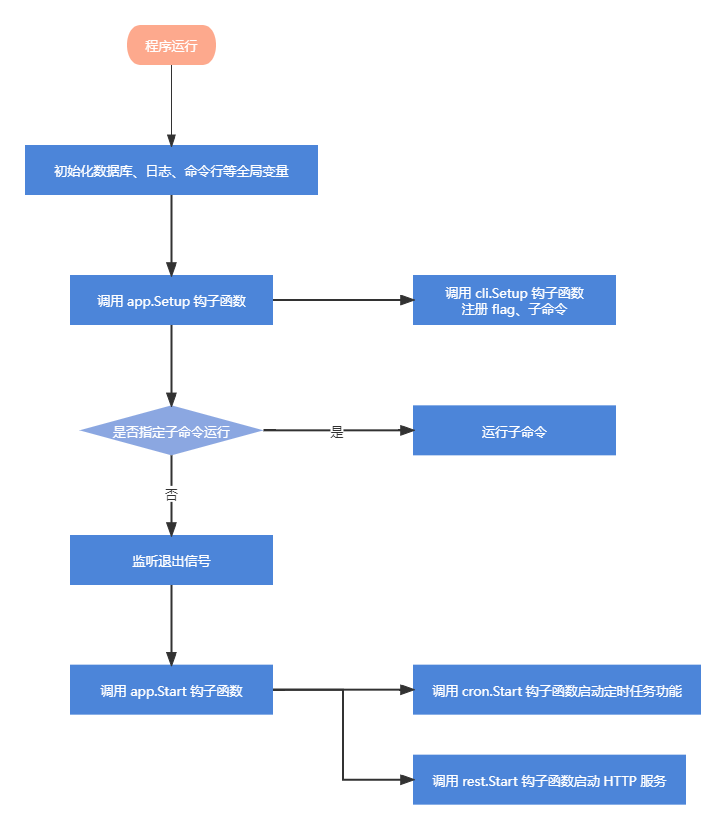 程序运行
初始化数据库、日志、命令行等全局变量
调用 app.Setup 钩子函数
调用 cli.Setup 钩子函数
注册 flag、子命令
是否指定子命令运行
是
运行子命令
否
监听退出信号
调用 app.Start 钩子函数
调用 cron.Start 钩子函数启动定时任务功能
调用 rest.Start 钩子函数启动 HTTP 服务